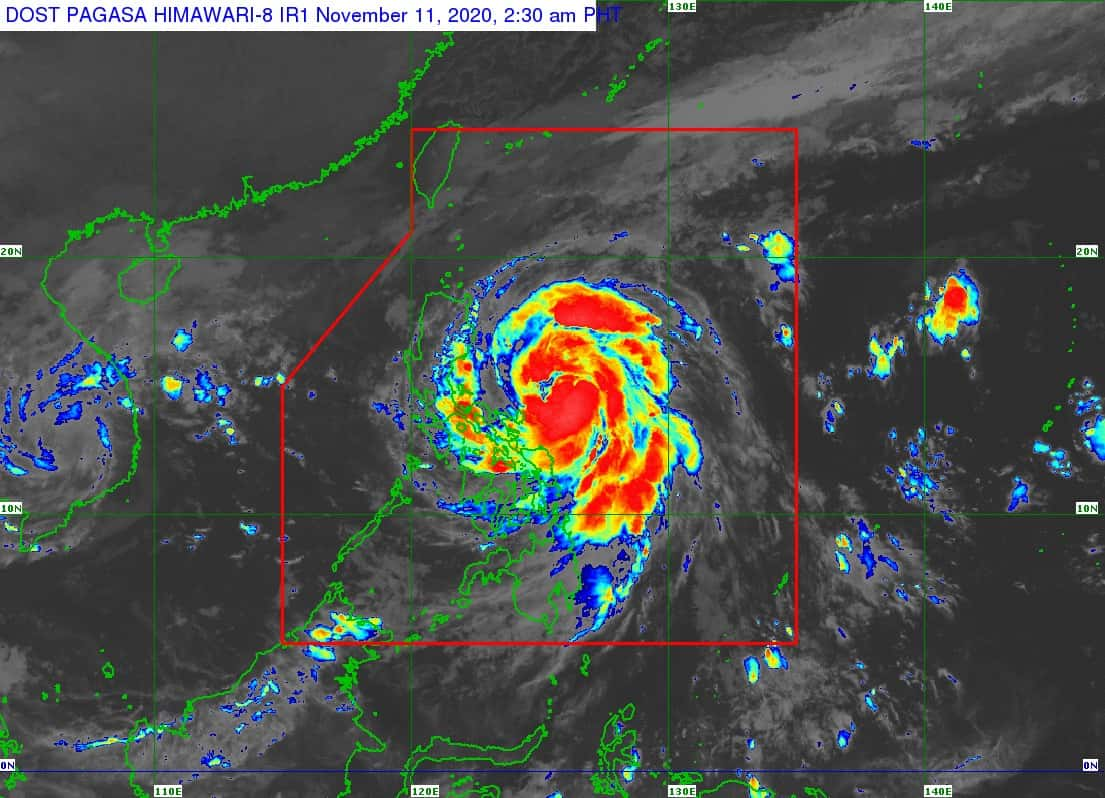 DOST PAGASA HIMAWARI-8 IR1 November 11, 2020, 2:30 am PHT
130E
140E
20N
20N
10N
10N
0N
0N
110E
120E
130E
140E